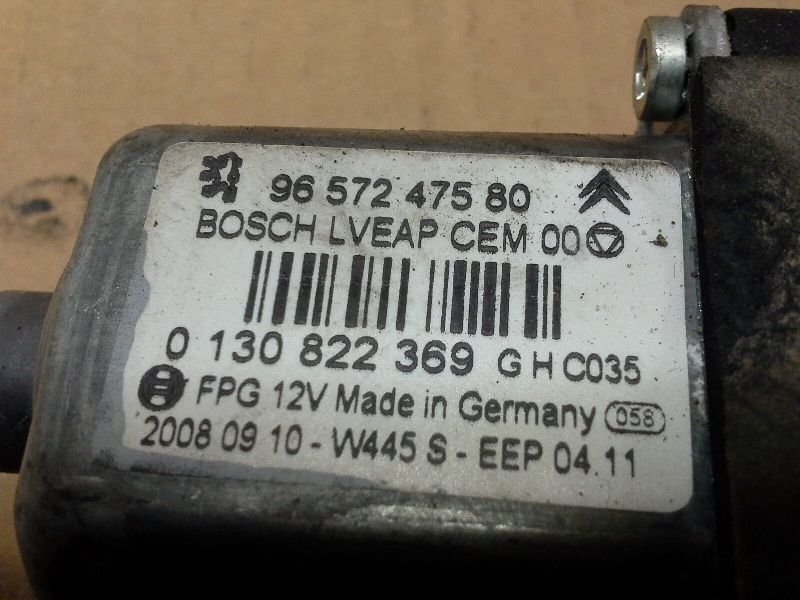 96 572 475 80
BOSCH LVEAP CEM 00
0 130 822 369 G H C035
FPG 12V Made in Germany 058
2008 09 10 - W445 S - EEP 04.11